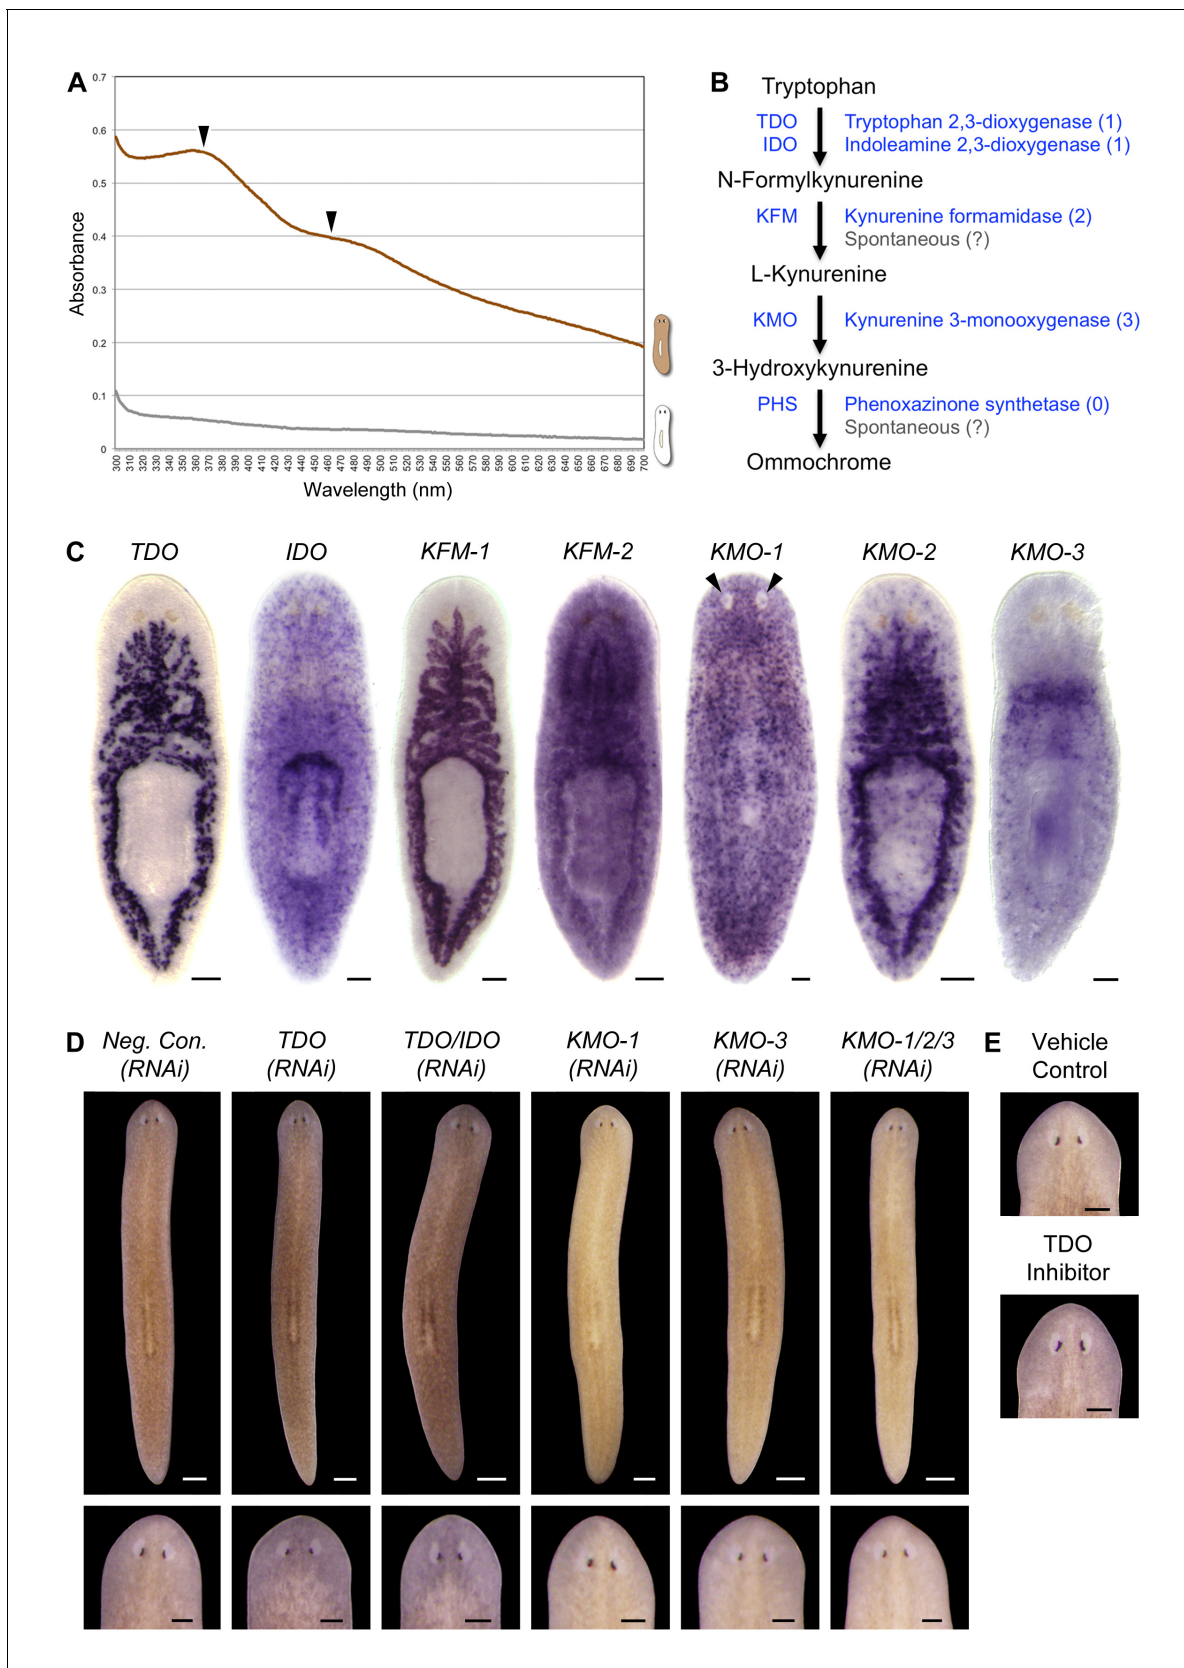 A
0.7
0.6
0.5
0.4
0.3
0.2
0.1
0
Absorbance
300 310 320 330 340 350 360 370 380 390 400 410 420 430 440 450 460 470 480 490 500 510 520 530 540 550 560 570 580 590 600 610 620 630 640 650 660 670 680 690 700
Wavelength (nm)
B
Tryptophan
TDO Tryptophan 2,3-dioxygenase (1)
IDO Indoleamine 2,3-dioxygenase (1)
N-Formylkynurenine
KFM Kynurenine formamidase (2)
Spontaneous (?)
L-Kynurenine
KMO Kynurenine 3-monooxygenase (3)
3-Hydroxykynurenine
PHS Phenoxazinone synthetase (0)
Spontaneous (?)
Ommochrome
C TDO IDO KFM-1 KFM-2 KMO-1 KMO-2 KMO-3
D Neg. Con. TDO TDO/IDO KMO-1 KMO-3 KMO-1/2/3
(RNAi) (RNAi) (RNAi) (RNAi) (RNAi) (RNAi)
E Vehicle
Control
TDO
Inhibitor